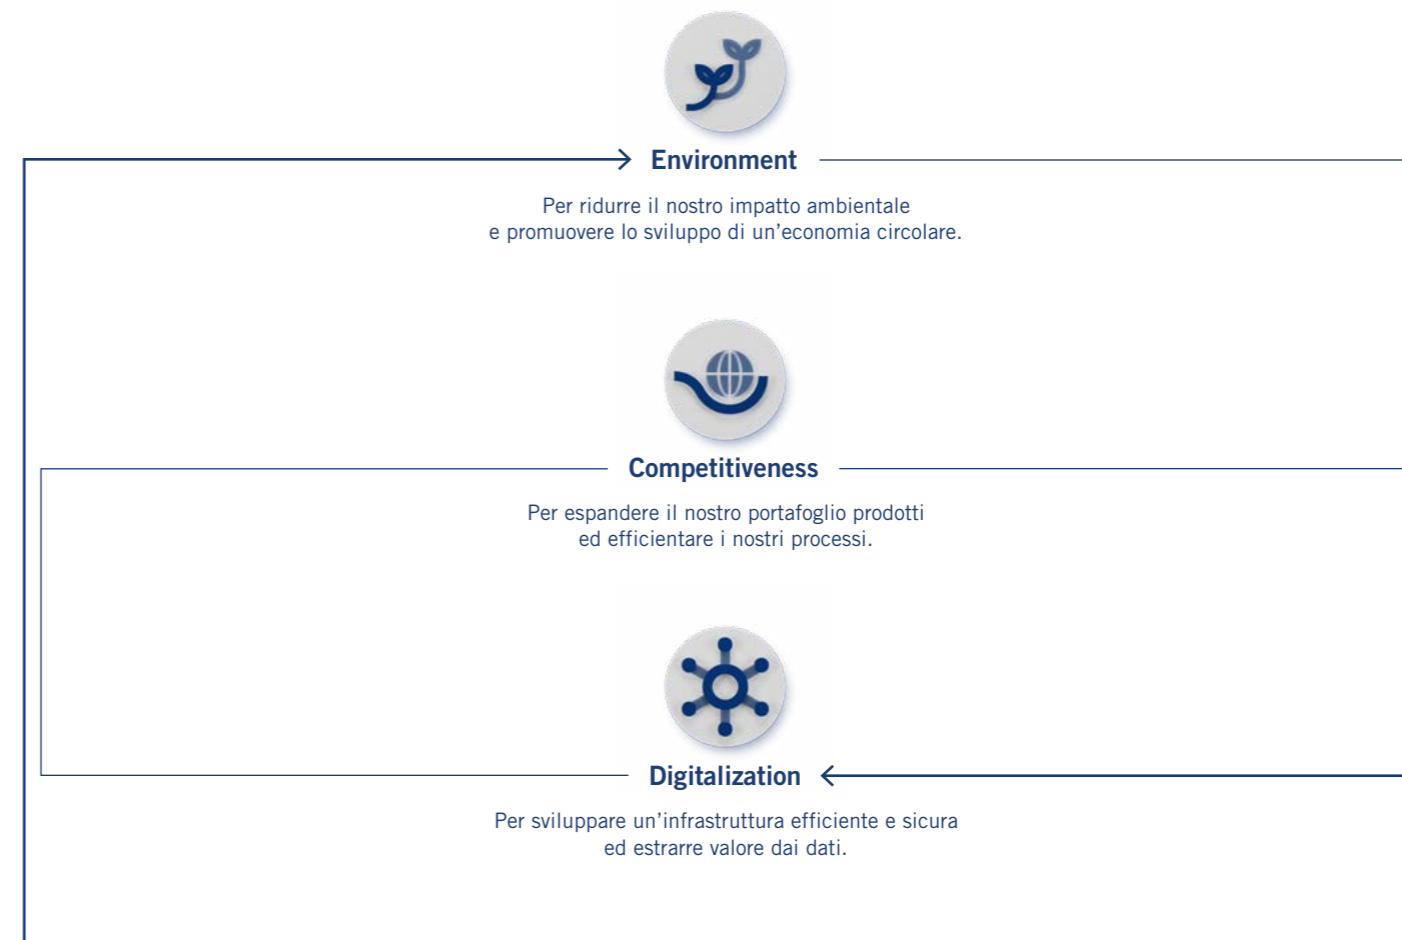 Environment
Per ridurre il nostro impatto ambientale
e promuovere lo sviluppo di un’economia circolare.
Competitiveness
Per espandere il nostro portafoglio prodotti
ed efficientare i nostri processi.
Digitalization
Per sviluppare un’infrastruttura efficiente e sicura
ed estrarre valore dai dati.